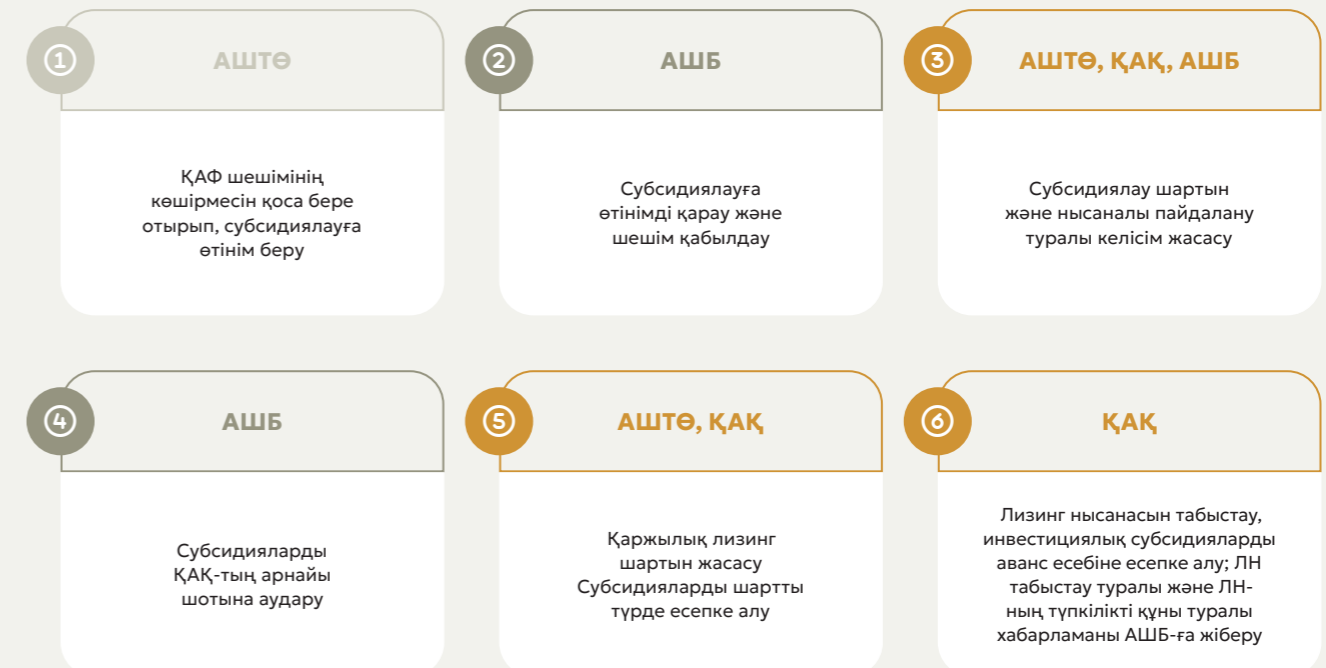 ①
АШТӨ
ҚАФ шешімінің
көшірмесін қоса бере
отырып, субсидиялауға
өтінім беру
②
АШБ
Субсидиялауға
өтінімді қарау және
шешім қабылдау
③
АШТӨ, ҚАҚ, АШБ
Субсидиялау шартын
және нысаналы пайдалану
туралы келісім жасасу
④
АШБ
Субсидияларды
ҚАҚ-тың арнайы
шотына аудару
⑤
АШТӨ, ҚАҚ
Қаржылық лизинг
шартын жасасу
Субсидияларды шартты
түрде есепке алу
⑥
ҚАҚ
Лизинг нысанасын табыстау,
инвестициялық субсидияларды
аванс есебіне есепке алу; ЛН
табыстау туралы және ЛН-
ның түпкілікті құны туралы
хабарламаны АШБ-ға жіберу